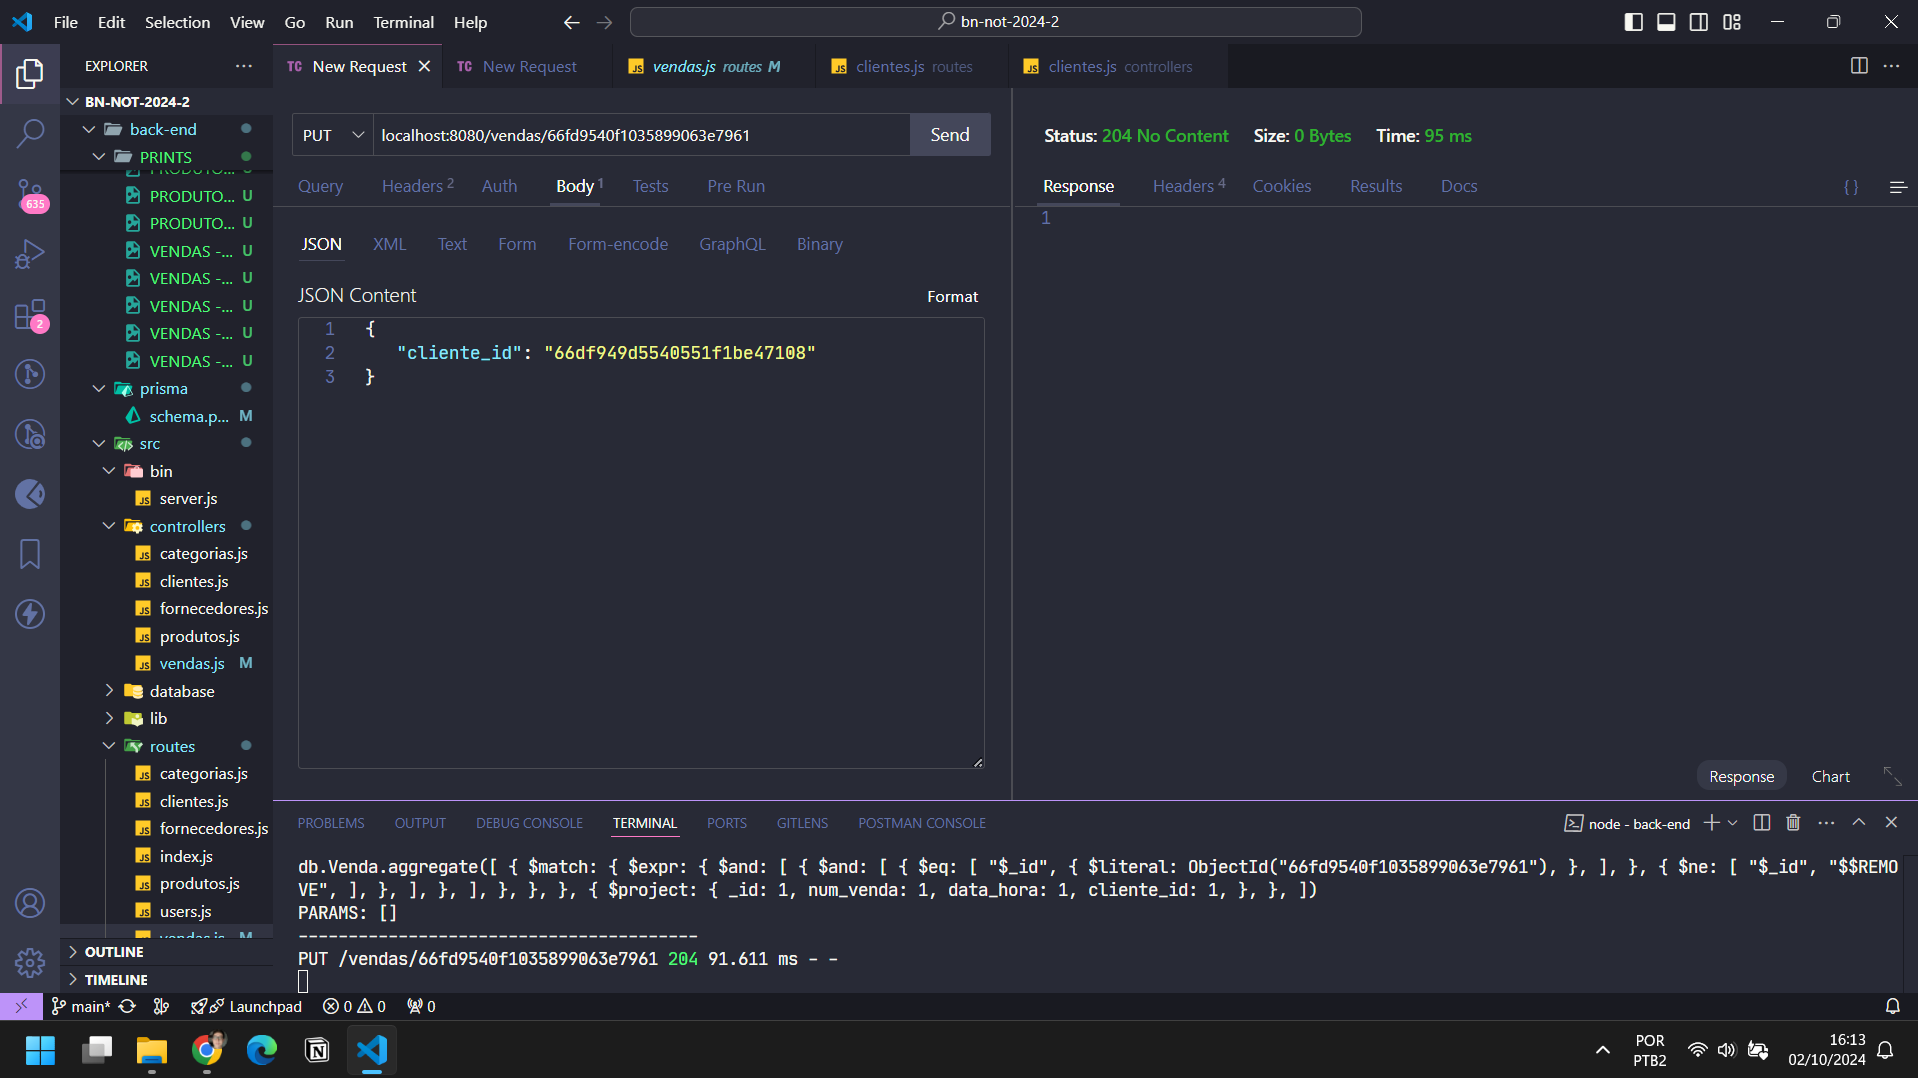 File Edit Selection View Go Run Terminal Help
bn-not-2024-2
EXPLORER
BN-NOT-2024-2
back-end
PRINTS
PRODUTO... U
PRODUTO... U
PRODUTO... U
VENDAS -... U
VENDAS -... U
VENDAS -... U
VENDAS -... U
VENDAS -... U
prisma
schema.p... M
src
bin
server.js
controllers
categorias.js
clientes.js
fornecedores.js
produtos.js
vendas.js M
database
lib
routes
categorias.js
clientes.js
fornecedores.js
index.js
produtos.js
users.js
vendas.js M
OUTLINE
TIMELINE
635
2
TC New Request
TC New Request
JS vendas.js routes M
JS clientes.js routes
JS clientes.js controllers
PUT localhost:8080/vendas/66fd9540f1035899063e7961 Send
Query Headers 2 Auth Body 1 Tests Pre Run
JSON XML Text Form Form-encode GraphQL Binary
JSON Content Format
1 {
2 "cliente_id": "66df949d5540551f1be47108"
3 }
Status: 204 No Content Size: 0 Bytes Time: 95 ms
Response Headers 4 Cookies Results Docs { }
1
Response Chart
PROBLEMS OUTPUT DEBUG CONSOLE TERMINAL PORTS GITLENS POSTMAN CONSOLE
node - back-end
db.Venda.aggregate([ { $match: { $expr: { $and: [ { $and: [ { $eq: [ "$_id", { $literal: ObjectId("66fd9540f1035899063e7961"), }, ], }, { $ne: [ "$_id", "$$REMO
VE", ], }, ], }, ], }, }, }, { $project: { _id: 1, num_venda: 1, data_hora: 1, cliente_id: 1, }, }, ])
PARAMS: []
----------------------------------------
PUT /vendas/66fd9540f1035899063e7961 204 91.611 ms - -
main* Launchpad 0 0 0
POR
PTB2
16:13
02/10/2024